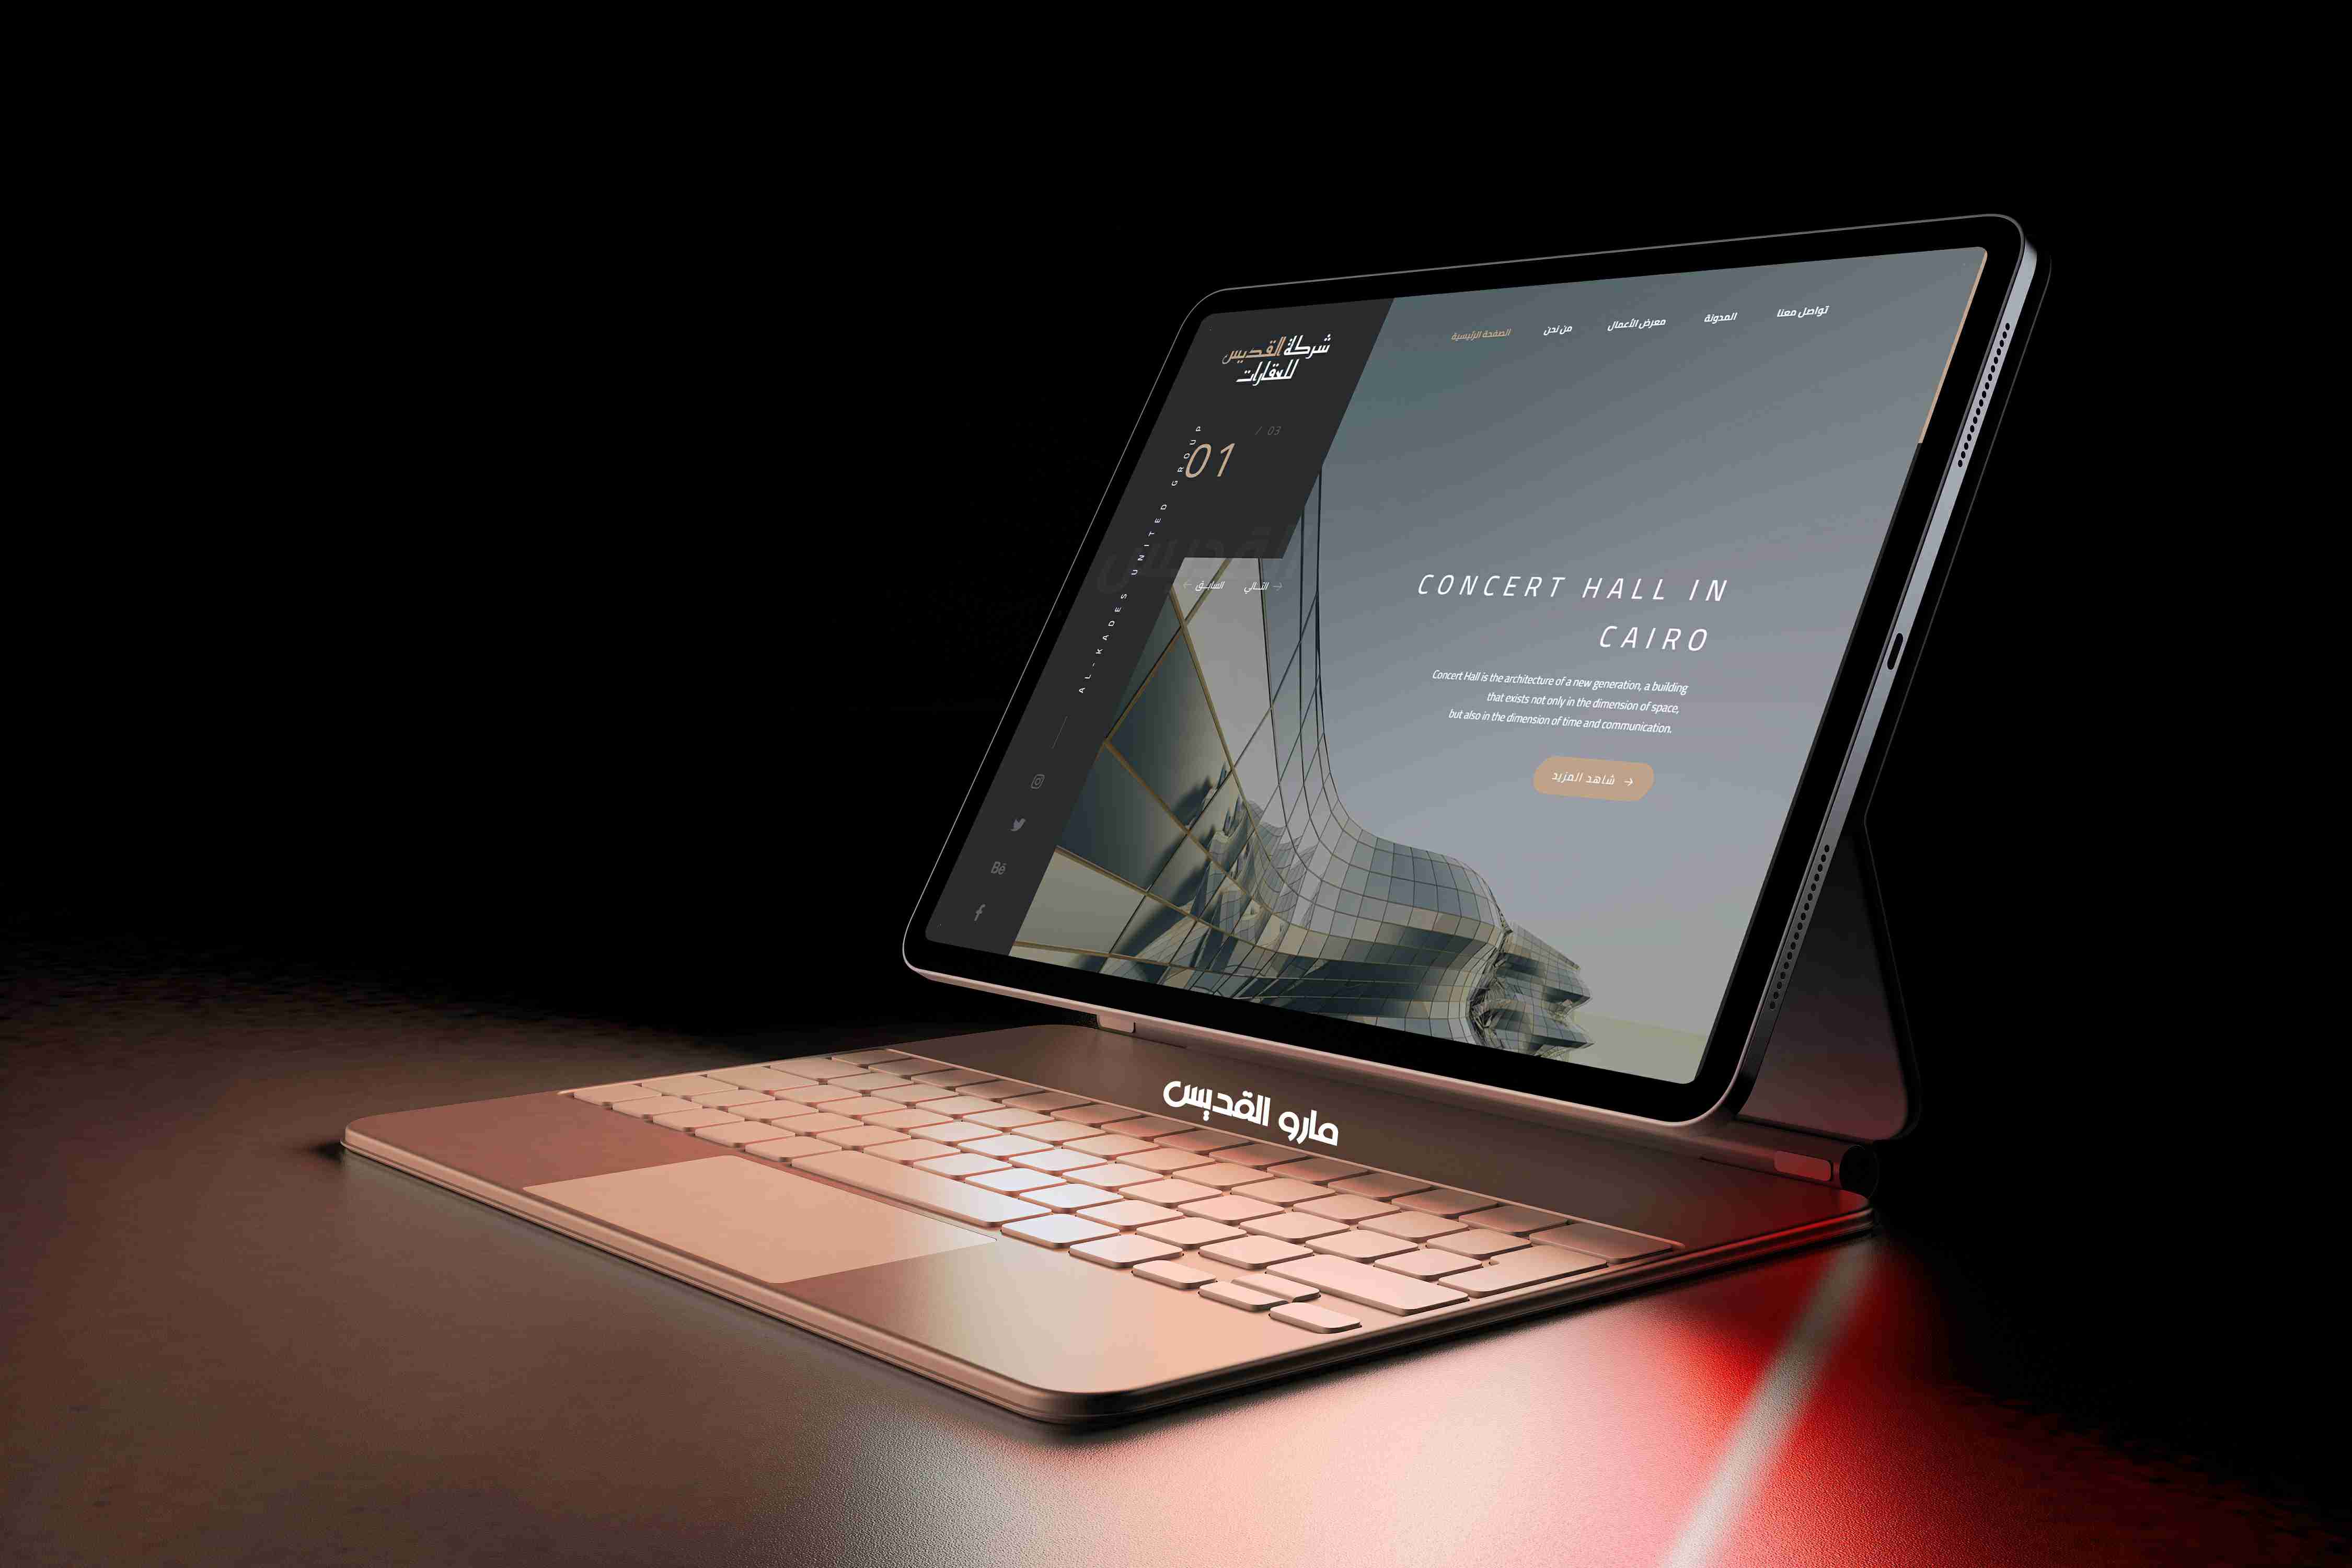 شركة القديس
للعقارات
الصفحة الرئيسية
من نحن
معرض الأعمال
المدونة
تواصل معنا
01
/ 03
AL-KADES UNITED GROUP
القديس
← السابق
التالي →
CONCERT HALL IN
CAIRO
Concert Hall is the architecture of a new generation, a building
that exists not only in the dimension of space,
but also in the dimension of time and communication.
شاهد المزيد →
Bē
مارو القديس